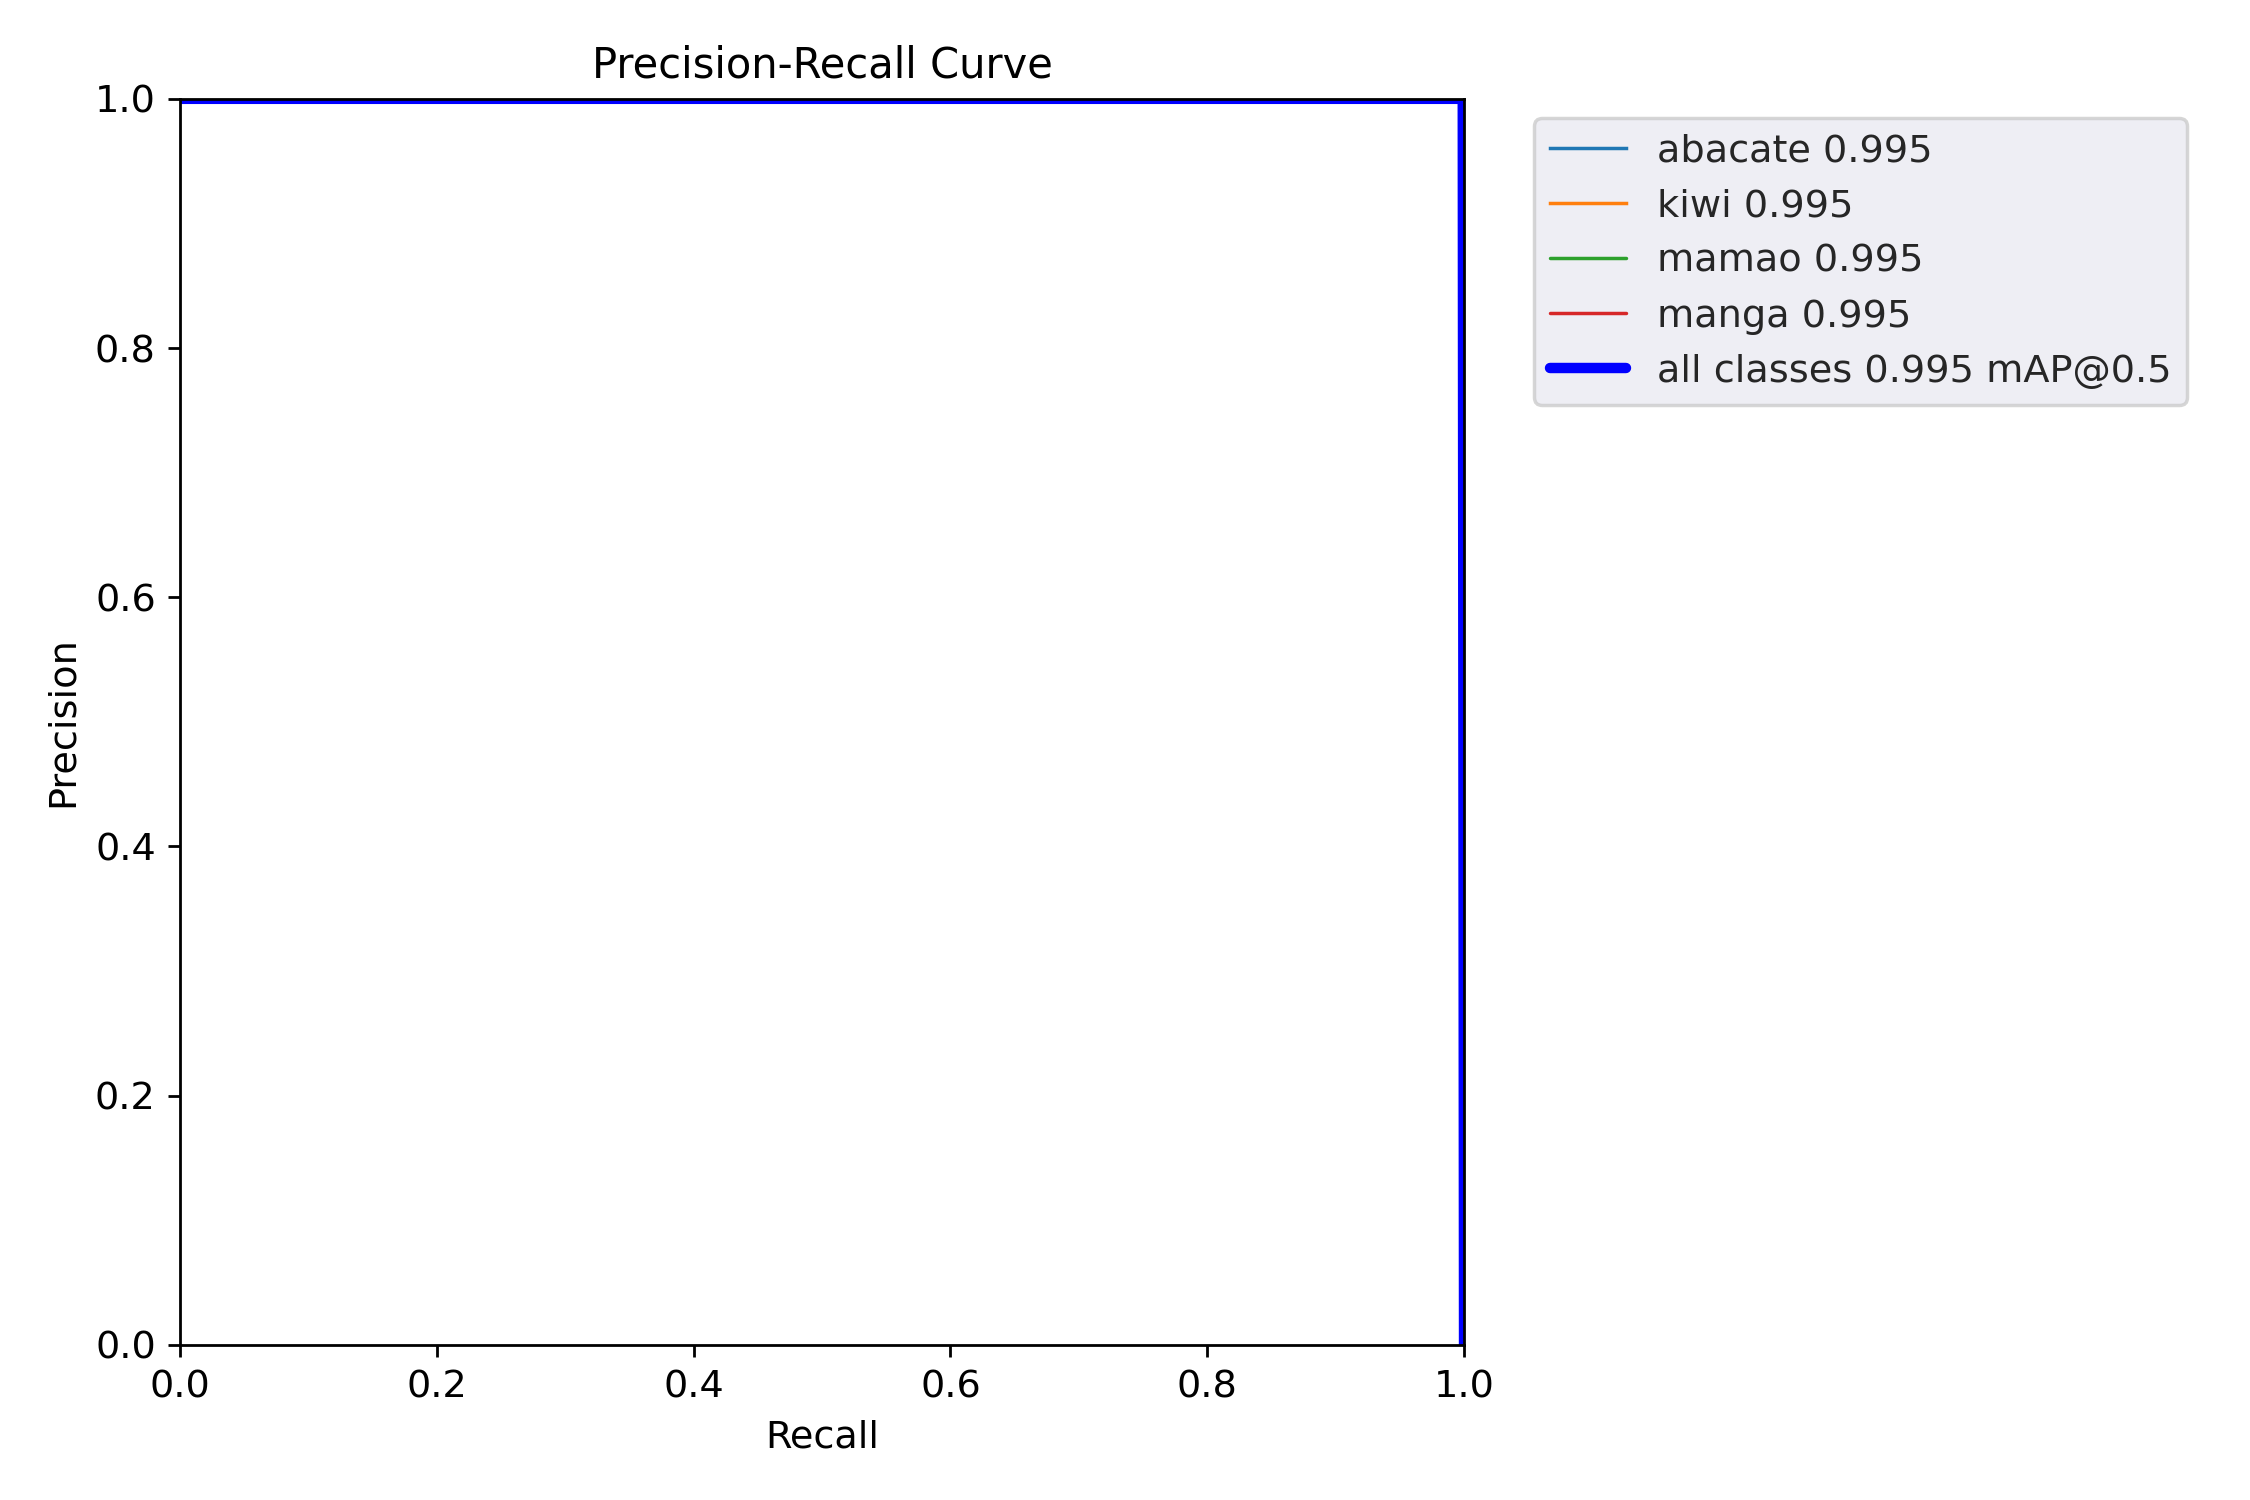 Precision-Recall Curve
1.0
0.8
0.6
0.4
0.2
0.0
Precision
0.0 0.2 0.4 0.6 0.8 1.0
Recall
abacate 0.995
kiwi 0.995
mamao 0.995
manga 0.995
all classes 0.995 mAP@0.5